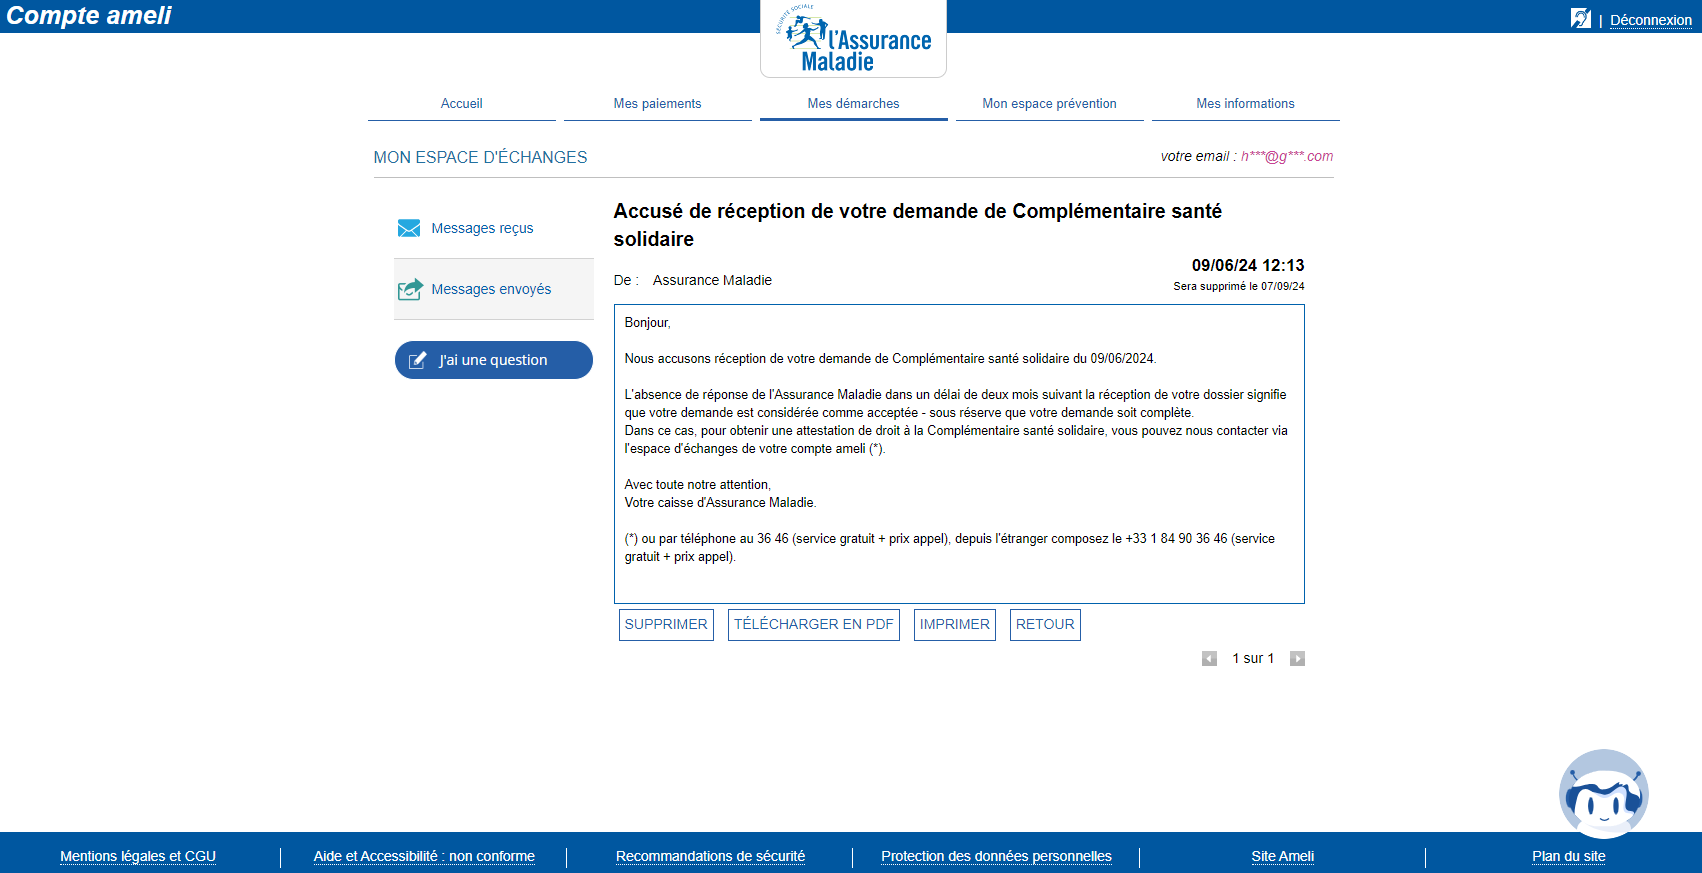 Compte ameli
SÉCURITÉ SOCIALE
l'Assurance
Maladie
| Déconnexion
Accueil
Mes paiements
Mes démarches
Mon espace prévention
Mes informations
MON ESPACE D'ÉCHANGES
votre email : h***@g***.com
Messages reçus
Messages envoyés
J'ai une question
Accusé de réception de votre demande de Complémentaire santé
solidaire
09/06/24 12:13
De : Assurance Maladie
Sera supprimé le 07/09/24
Bonjour,
Nous accusons réception de votre demande de Complémentaire santé solidaire du 09/06/2024.
L'absence de réponse de l'Assurance Maladie dans un délai de deux mois suivant la réception de votre dossier signifie
que votre demande est considérée comme acceptée - sous réserve que votre demande soit complète.
Dans ce cas, pour obtenir une attestation de droit à la Complémentaire santé solidaire, vous pouvez nous contacter via
l'espace d'échanges de votre compte ameli (*).
Avec toute notre attention,
Votre caisse d'Assurance Maladie.
(*) ou par téléphone au 36 46 (service gratuit + prix appel), depuis l'étranger composez le +33 1 84 90 36 46 (service
gratuit + prix appel).
SUPPRIMER
TÉLÉCHARGER EN PDF
IMPRIMER
RETOUR
1 sur 1
Mentions légales et CGU
Aide et Accessibilité : non conforme
Recommandations de sécurité
Protection des données personnelles
Site Ameli
Plan du site